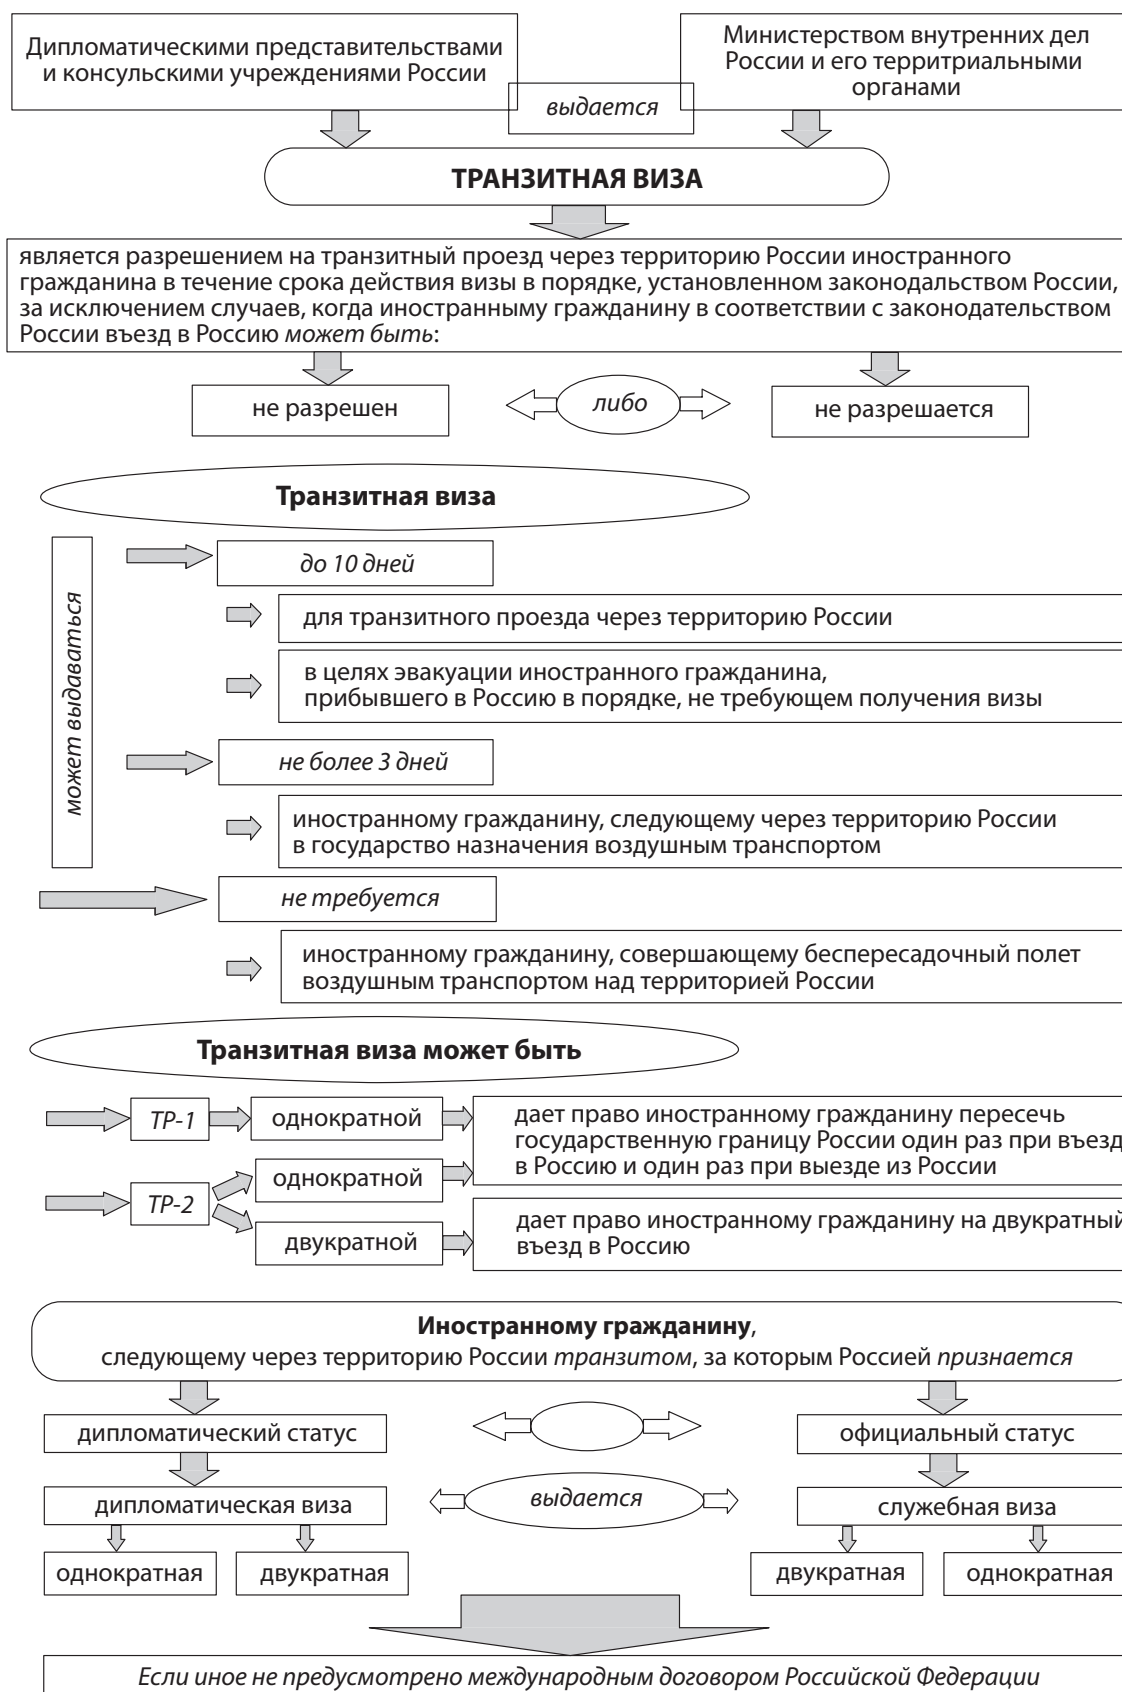 Дипломатическими представительствами
и консульскими учреждениями России
Министерством внутренних дел
России и его территриальными
органами
выдается
ТРАНЗИТНАЯ ВИЗА
является разрешением на транзитный проезд через территорию России иностранного
гражданина в течение срока действия визы в порядке, установленном законодальством России,
за исключением случаев, когда иностранному гражданину в соответствии с законодательством
России въезд в Россию может быть:
не разрешен
либо
не разрешается
Транзитная виза
может выдаваться
до 10 дней
для транзитного проезда через территорию России
в целях эвакуации иностранного гражданина,
прибывшего в Россию в порядке, не требующем получения визы
не более 3 дней
иностранному гражданину, следующему через территорию России
в государство назначения воздушным транспортом
не требуется
иностранному гражданину, совершающему беспересадочный полет
воздушным транспортом над территорией России
Транзитная виза может быть
ТР-1
однократной
дает право иностранному гражданину пересечь
государственную границу России один раз при въезд
в Россию и один раз при выезде из России
ТР-2
однократной
двукратной
дает право иностранному гражданину на двукратный
въезд в Россию
Иностранному гражданину,
следующему через территорию России транзитом, за которым Россией признается
дипломатический статус
официальный статус
дипломатическая виза
выдается
служебная виза
однократная
двукратная
двукратная
однократная
Если иное не предусмотрено международным договором Российской Федерации